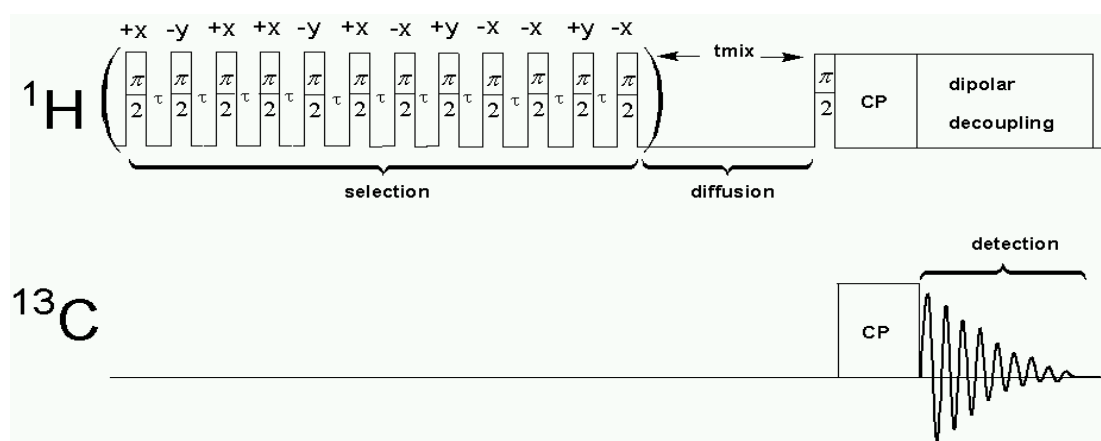 +x -y +x +x -y +x -x +y -x -x +y -x
tmix
π/2 τ π/2 τ π/2 τ π/2 τ π/2 τ π/2 τ π/2 τ π/2 τ π/2 τ π/2 τ π/2 τ π/2 π/2
¹H
CP
dipolar
decoupling
selection
diffusion
detection
¹³C
CP